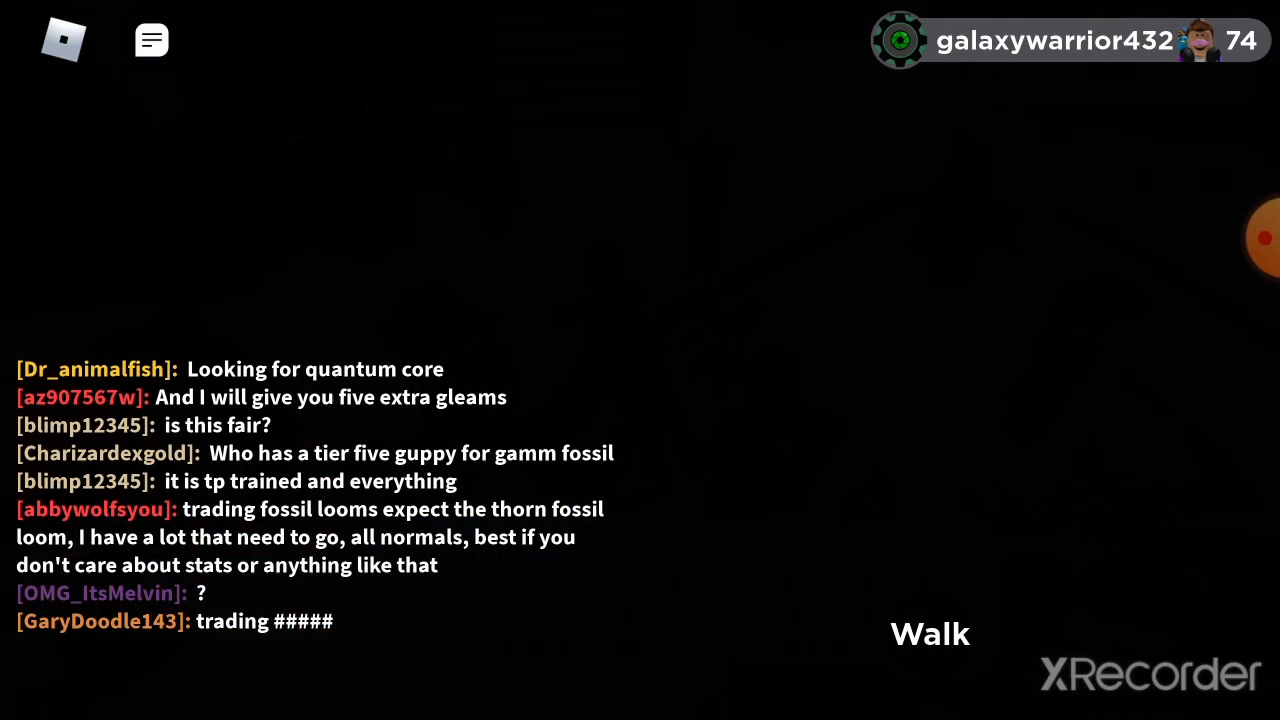 galaxywarrior432 74
[Dr_animalfish]: Looking for quantum core
[az907567w]: And I will give you five extra gleams
[blimp12345]: is this fair?
[Charizardexgold]: Who has a tier five guppy for gamm fossil
[blimp12345]: it is tp trained and everything
[abbywolfsyou]: trading fossil looms expect the thorn fossil
loom, I have a lot that need to go, all normals, best if you
don't care about stats or anything like that
[OMG_ItsMelvin]: ?
[GaryDoodle143]: trading #####
Walk
XRecorder